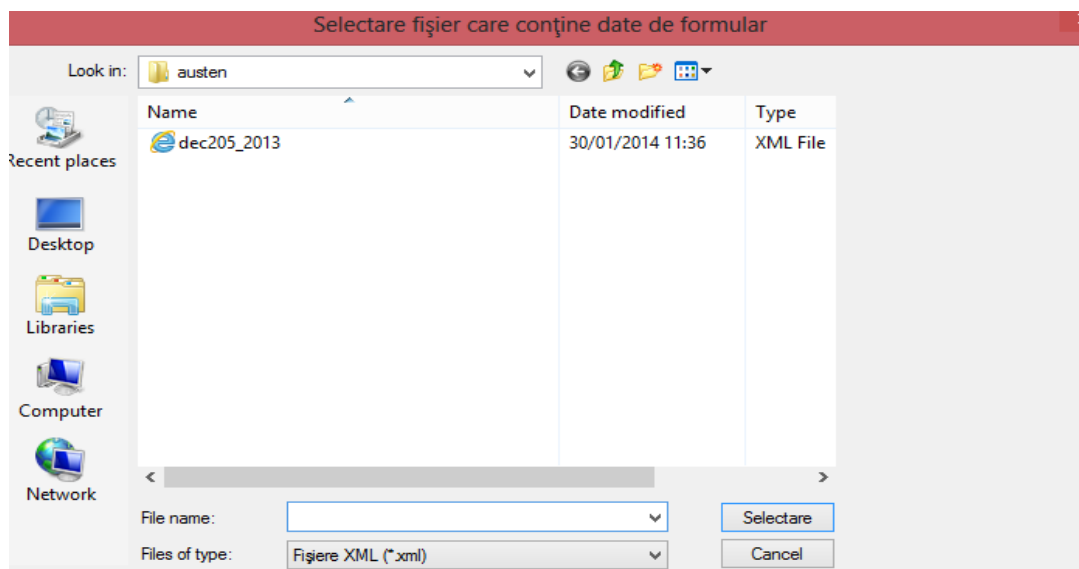 Selectare fişier care conţine date de formular
Look in: austen
Name Date modified Type
dec205_2013 30/01/2014 11:36 XML File
Recent places
Desktop
Libraries
Computer
Network
File name: Selectare
Files of type: Fişiere XML (*.xml) Cancel